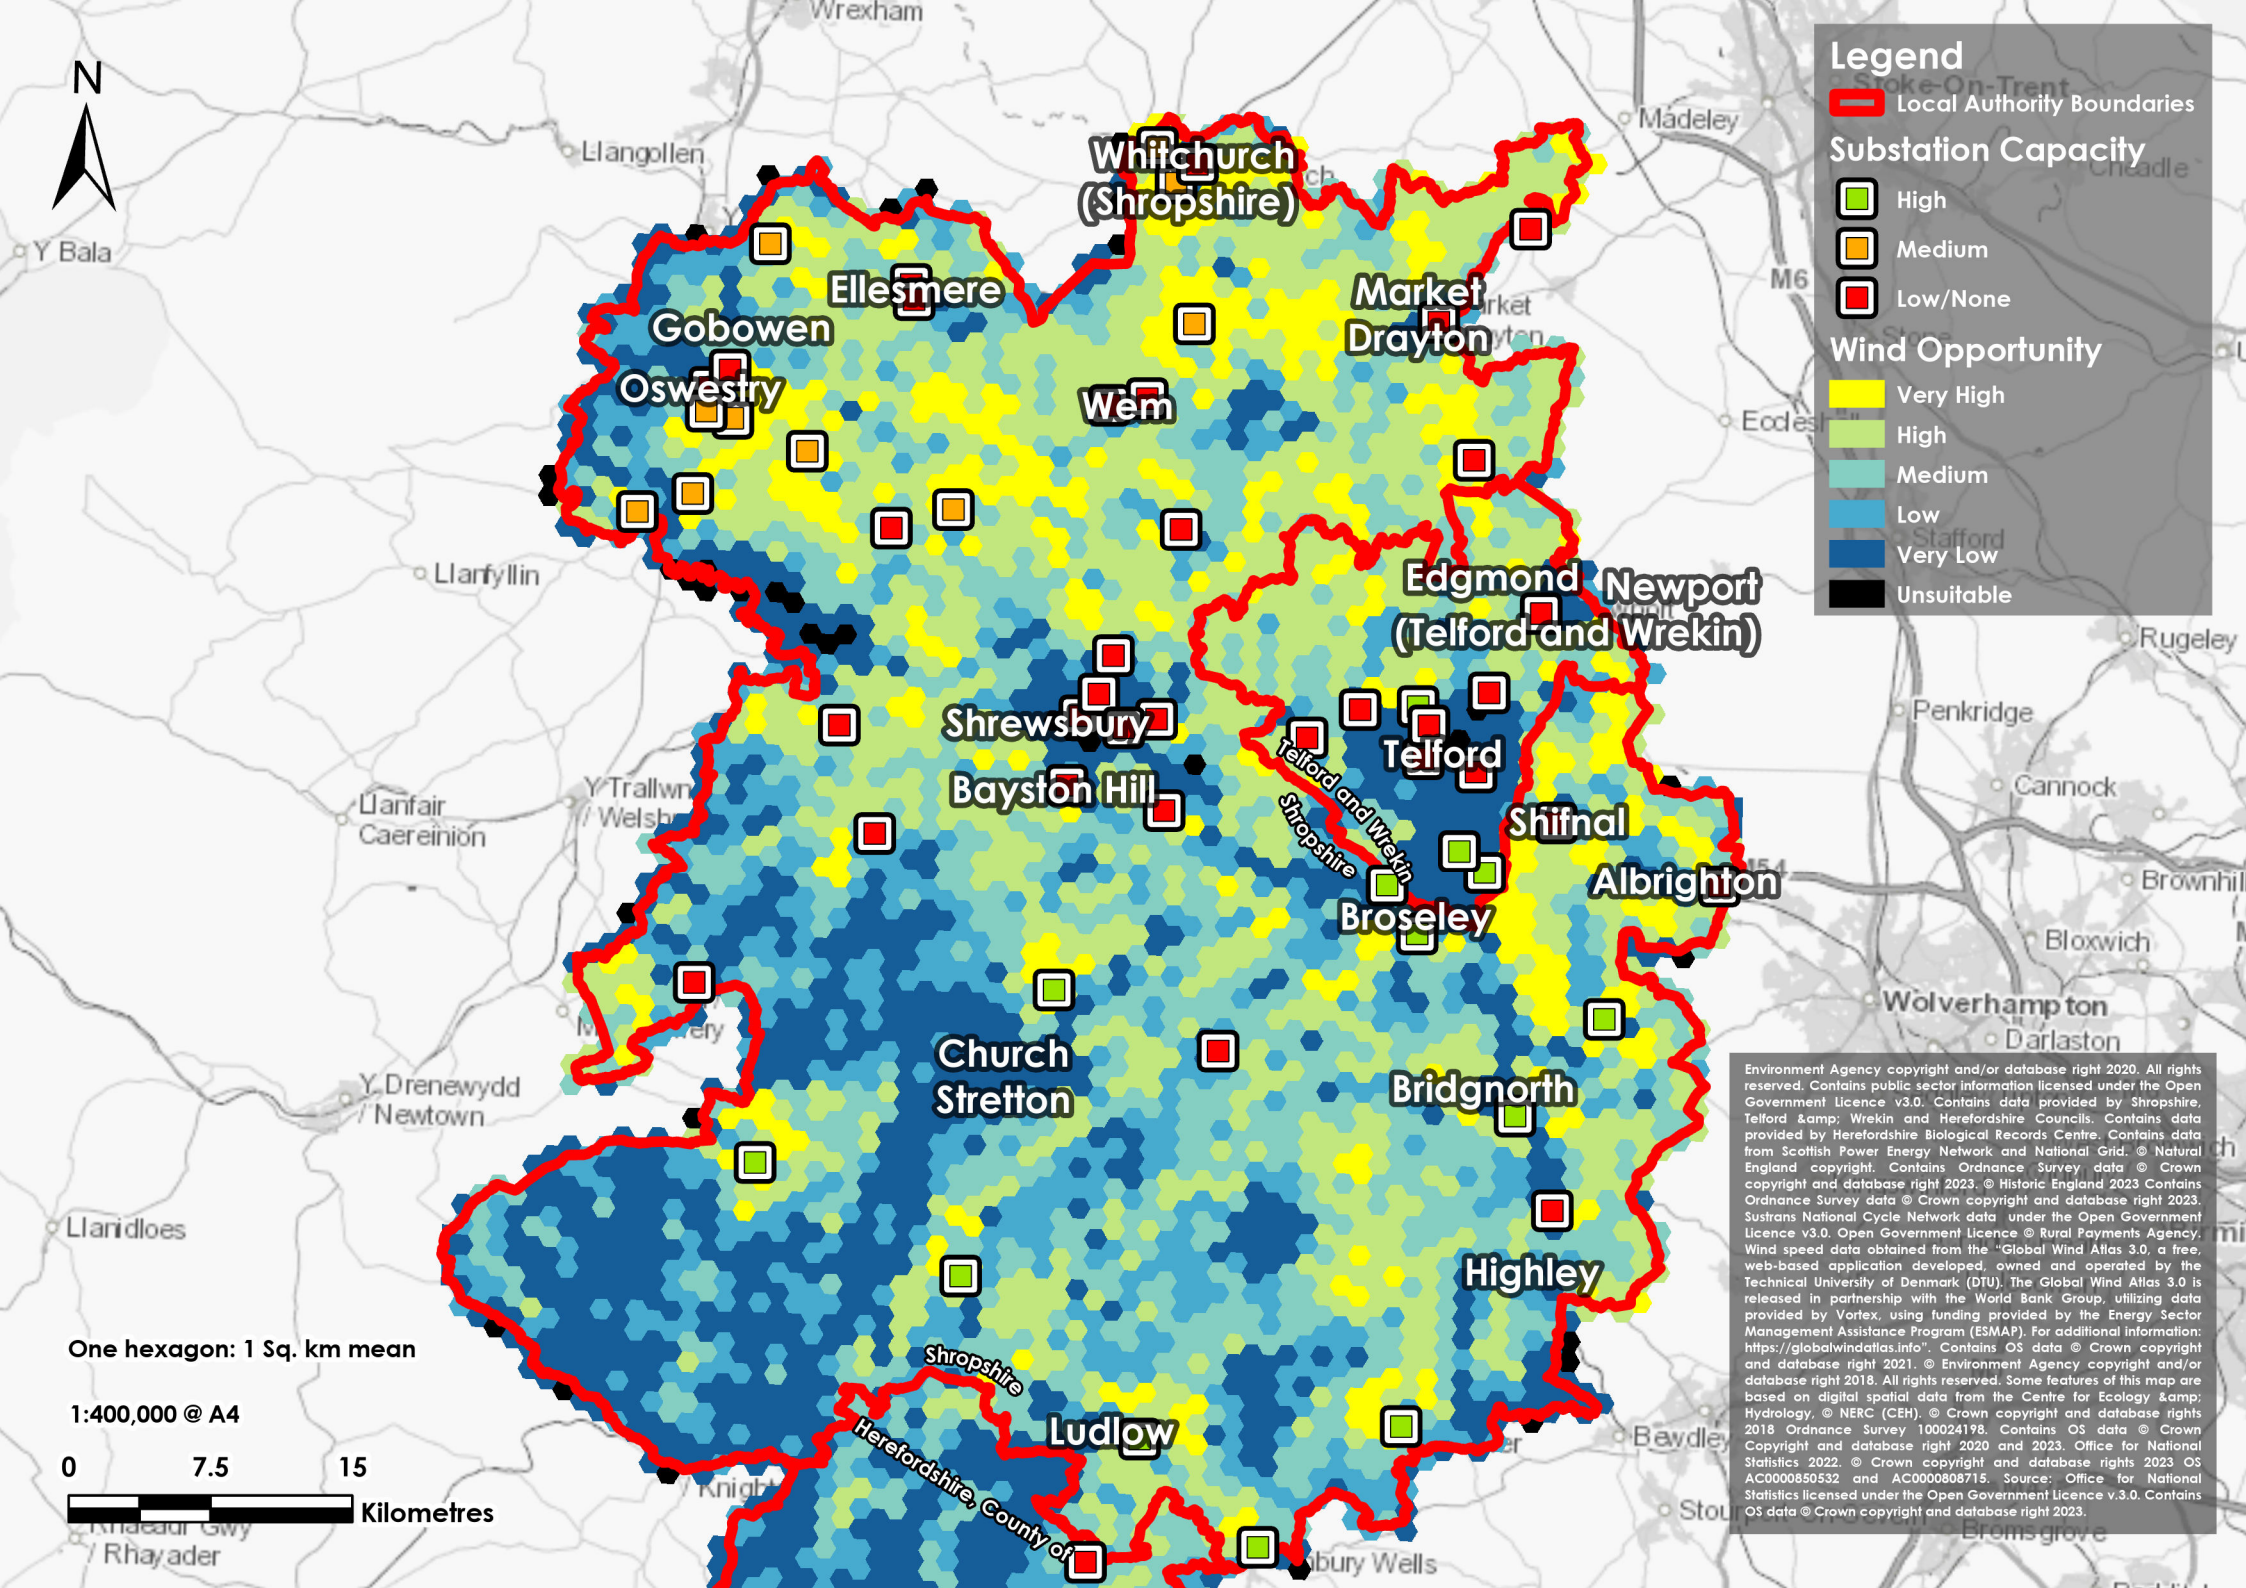 Wrexham
N
Madeley
Llangollen
Whitchurch
(Shropshire)
Y Bala
Ellesmere
Market
Drayton
M6
Gobowen
Oswestry
Wem
Llanfyllin
Edgmond
Newport
(Telford and Wrekin)
Rugeley
Penkridge
Shrewsbury
Telford
Telford and Wrekin
Shropshire
Bayston Hill
Y Trallwn
Llanfair
Caereinion
Cannock
Shifnal
M54
Albrighton
Brownhil
Broseley
Bloxwich
Wolverhampton
Darlaston
Church
Stretton
Y Drenewydd
/ Newtown
Bridgnorth
Llanidloes
Highley
One hexagon: 1 Sq. km mean
Shropshire
1:400,000 @ A4
Ludlow
Herefordshire, County of
Bewdley
0 7.5 15
Kilometres
/ Rhayader
Bromsgrove
Legend
Local Authority Boundaries
Substation Capacity
High
Medium
Low/None
Wind Opportunity
Very High
High
Medium
Low
Very Low
Unsuitable
Stoke-On-Trent
Cheadle
Stone
Stafford
Environment Agency copyright and/or database right 2020. All rights
reserved. Contains public sector information licensed under the Open
Government Licence v3.0. Contains data provided by Shropshire,
Telford &amp; Wrekin and Herefordshire Councils. Contains data
provided by Herefordshire Biological Records Centre. Contains data
from Scottish Power Energy Network and National Grid. © Natural
England copyright. Contains Ordnance Survey data © Crown
copyright and database right 2023. © Historic England 2023 Contains
Ordnance Survey data © Crown copyright and database right 2023.
Sustrans National Cycle Network data under the Open Government
Licence v3.0. Open Government Licence © Rural Payments Agency.
Wind speed data obtained from the "Global Wind Atlas 3.0, a free,
web-based application developed, owned and operated by the
Technical University of Denmark (DTU). The Global Wind Atlas 3.0 is
released in partnership with the World Bank Group, utilizing data
provided by Vortex, using funding provided by the Energy Sector
Management Assistance Program (ESMAP). For additional information:
https://globalwindatlas.info". Contains OS data © Crown copyright
and database right 2021. © Environment Agency copyright and/or
database right 2018. All rights reserved. Some features of this map are
based on digital spatial data from the Centre for Ecology &amp;
Hydrology, © NERC (CEH). © Crown copyright and database rights
2018 Ordnance Survey 100024198. Contains OS data © Crown
Copyright and database right 2020 and 2023. Office for National
Statistics 2022. © Crown copyright and database rights 2023 OS
AC0000850532 and AC0000808715. Source: Office for National
Statistics licensed under the Open Government Licence v.3.0. Contains
OS data © Crown copyright and database right 2023.